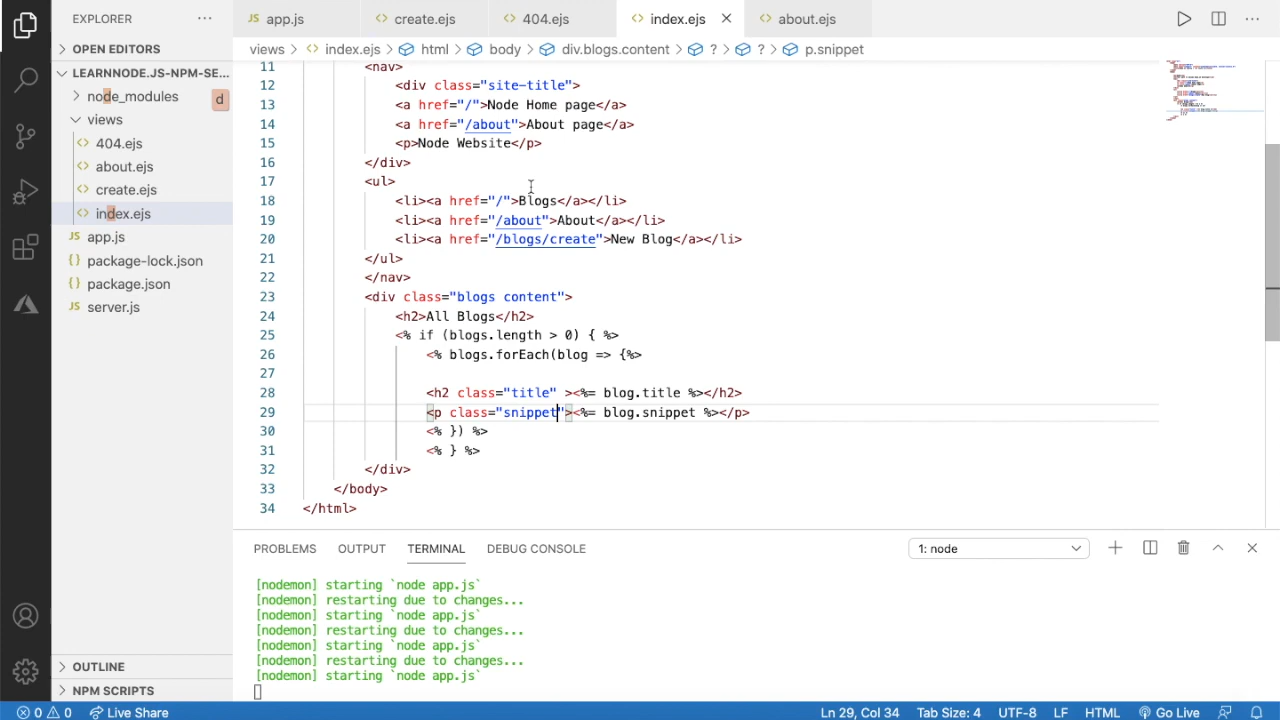 EXPLORER
OPEN EDITORS
LEARNNODE.JS-NPM-SE...
node_modules
d
views
404.ejs
about.ejs
create.ejs
index.ejs
JS app.js
{} package-lock.json
{} package.json
JS server.js
OUTLINE
NPM SCRIPTS
JS app.js
create.ejs
404.ejs
index.ejs
about.ejs
views > index.ejs > html > body > div.blogs.content > ? > ? > p.snippet
11 <nav>
12 <div class="site-title">
13 <a href="/">Node Home page</a>
14 <a href="/about">About page</a>
15 <p>Node Website</p>
16 </div>
17 <ul>
18 <li><a href="/">Blogs</a></li>
19 <li><a href="/about">About</a></li>
20 <li><a href="/blogs/create">New Blog</a></li>
21 </ul>
22 </nav>
23 <div class="blogs content">
24 <h2>All Blogs</h2>
25 <% if (blogs.length > 0) { %>
26 <% blogs.forEach(blog => {%>
27
28 <h2 class="title" ><%= blog.title %></h2>
29 <p class="snippet"><%= blog.snippet %></p>
30 <% }) %>
31 <% } %>
32 </div>
33 </body>
34 </html>
PROBLEMS OUTPUT TERMINAL DEBUG CONSOLE 1: node
[nodemon] starting `node app.js`
[nodemon] restarting due to changes...
[nodemon] starting `node app.js`
[nodemon] restarting due to changes...
[nodemon] starting `node app.js`
[nodemon] restarting due to changes...
[nodemon] starting `node app.js`
0 0 Live Share Ln 29, Col 34 Tab Size: 4 UTF-8 LF HTML Go Live